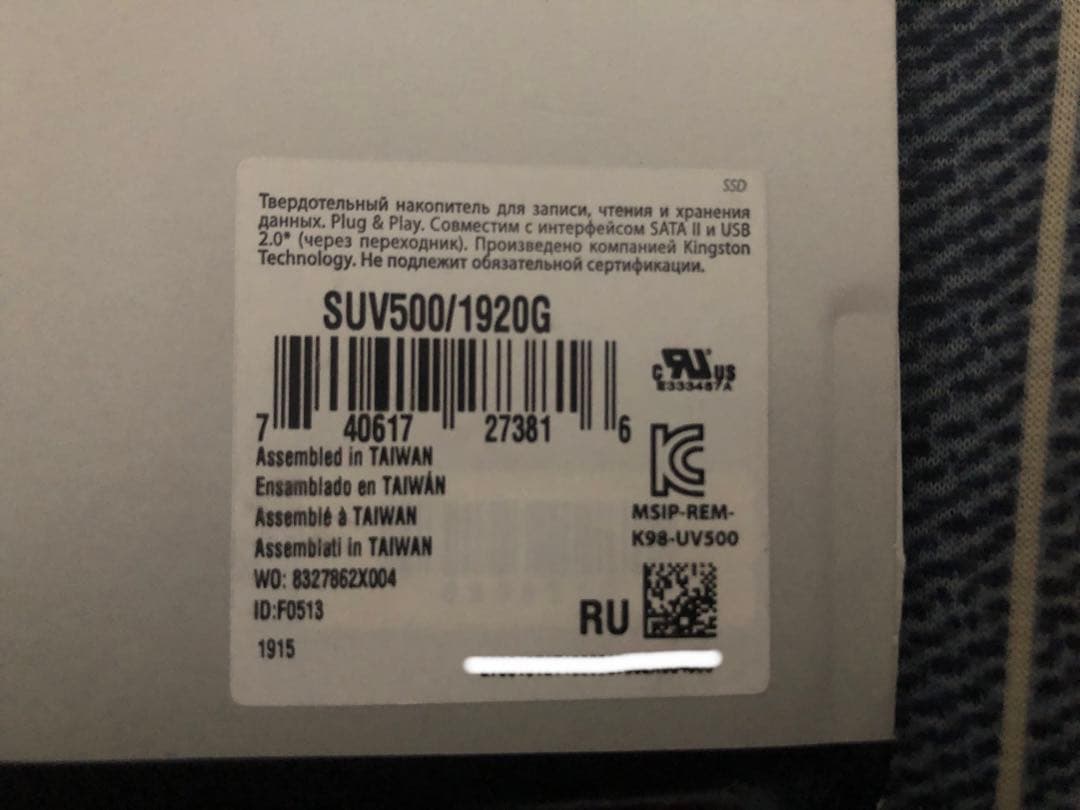 SSD
Твердотельный накопитель для записи, чтения и хранения
данных. Plug & Play. Совместим с интерфейсом SATA II и USB
2.0* (через переходник). Произведено компанией Kingston
Technology. Не подлежит обязательной сертификации.
SUV500/1920G
7 40617 27381 6
c RU us
E333487A
Assembled in TAIWAN
Ensamblado en TAIWÁN
Assemblé à TAIWAN
Assemblati in TAIWAN
MSIP-REM-
K98-UV500
WO: 8327862X004
ID:F0513
RU
1915